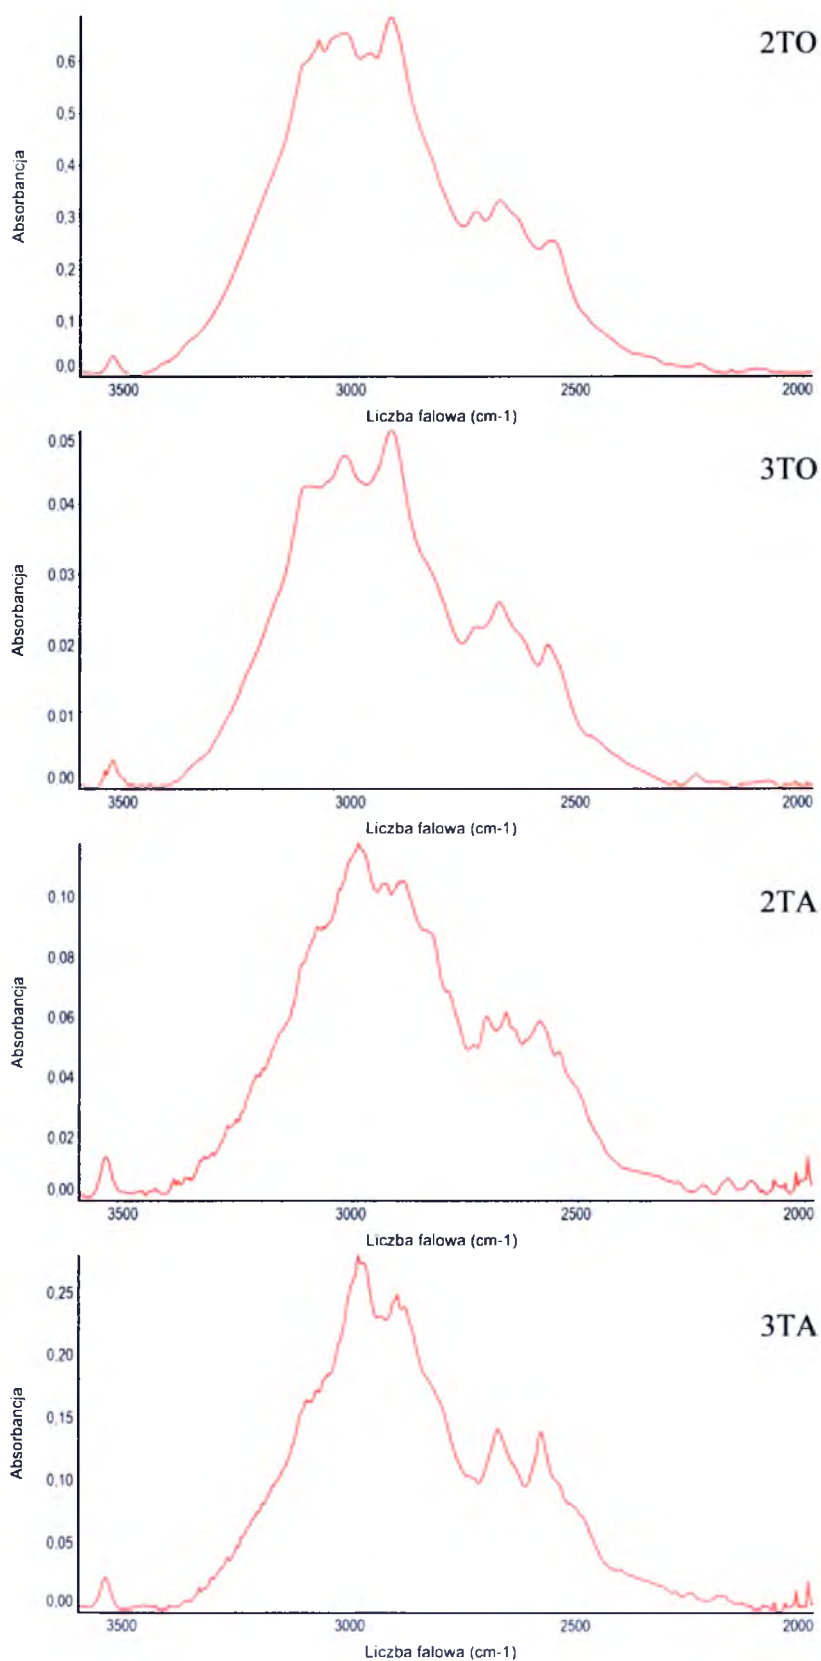 2TO
Absorbancja
0.6
0.5
0.4
0.3
0.2
0.1
0.0
3500 3000 2500 2000
Liczba falowa (cm-1)
3TO
Absorbancja
0.05
0.04
0.03
0.02
0.01
0.00
3500 3000 2500 2000
Liczba falowa (cm-1)
2TA
Absorbancja
0.10
0.08
0.06
0.04
0.02
0.00
3500 3000 2500 2000
Liczba falowa (cm-1)
3TA
Absorbancja
0.25
0.20
0.15
0.10
0.05
0.00
3500 3000 2500 2000
Liczba falowa (cm-1)